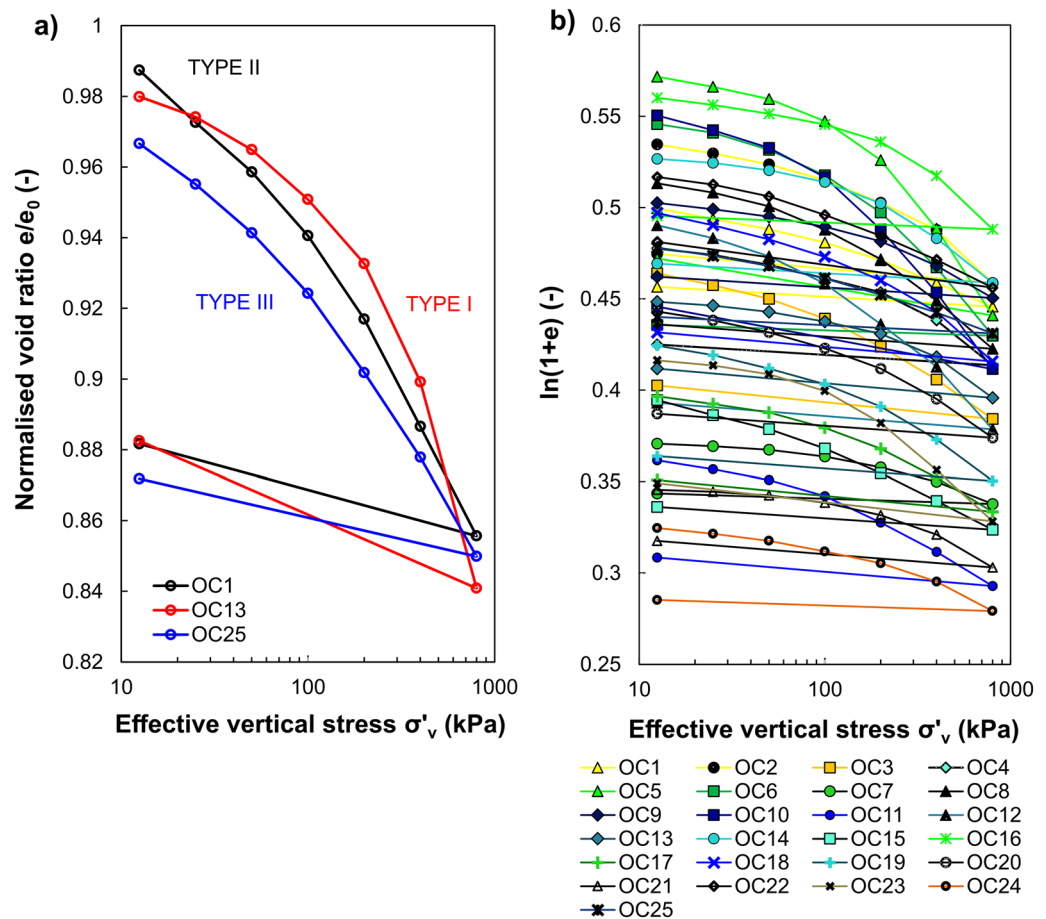 a)
Normalised void ratio e/e0 (-)
1
0.98
0.96
0.94
0.92
0.9
0.88
0.86
0.84
0.82
TYPE II
TYPE III
TYPE I
OC1
OC13
OC25
10
100
1000
Effective vertical stress σ'v (kPa)
b)
ln(1+e) (-)
0.6
0.55
0.5
0.45
0.4
0.35
0.3
0.25
10
100
1000
Effective vertical stress σ'v (kPa)
OC1 OC2 OC3 OC4
OC5 OC6 OC7 OC8
OC9 OC10 OC11 OC12
OC13 OC14 OC15 OC16
OC17 OC18 OC19 OC20
OC21 OC22 OC23 OC24
OC25